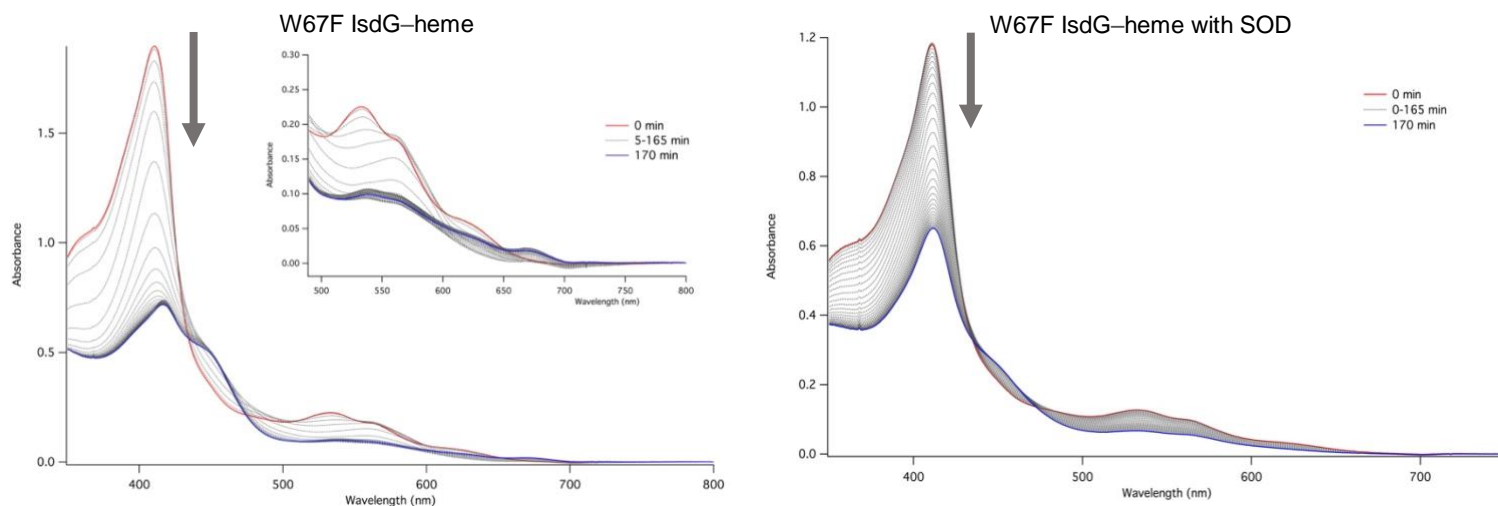 W67F IsdG–heme
W67F IsdG–heme with SOD
Absorbance
1.5
1.0
0.5
0.0
400
500
600
700
800
Wavelength (nm)
Absorbance
0.30
0.25
0.20
0.15
0.10
0.05
0.00
500
550
600
650
700
750
800
Wavelength (nm)
0 min
5-165 min
170 min
Absorbance
1.2
1.0
0.8
0.6
0.4
0.2
0.0
400
500
600
700
Wavelength (nm)
0 min
0-165 min
170 min